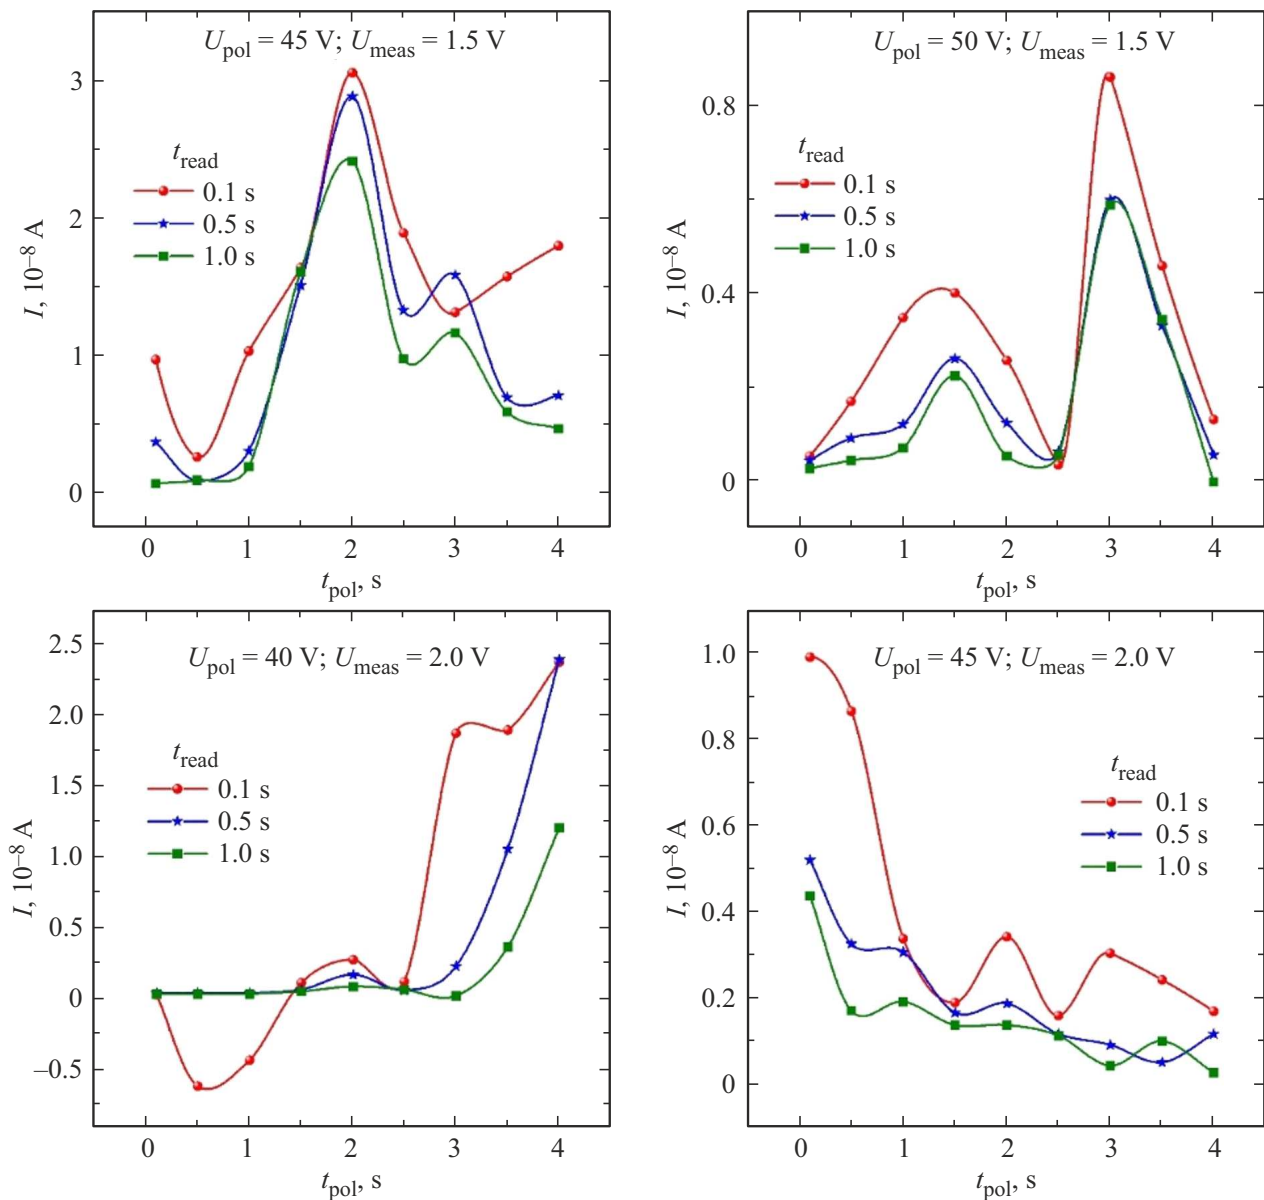 U_pol = 45 V; U_meas = 1.5 V
3
2
1
0
I, 10^–8 A
t_read
0.1 s
0.5 s
1.0 s
0 1 2 3 4
t_pol, s
U_pol = 50 V; U_meas = 1.5 V
0.8
0.4
0
I, 10^–8 A
t_read
0.1 s
0.5 s
1.0 s
0 1 2 3 4
t_pol, s
U_pol = 40 V; U_meas = 2.0 V
2.5
2.0
1.5
1.0
0.5
0
–0.5
I, 10^–8 A
t_read
0.1 s
0.5 s
1.0 s
0 1 2 3 4
t_pol, s
U_pol = 45 V; U_meas = 2.0 V
1.0
0.8
0.6
0.4
0.2
0
I, 10^–8 A
t_read
0.1 s
0.5 s
1.0 s
0 1 2 3 4
t_pol, s